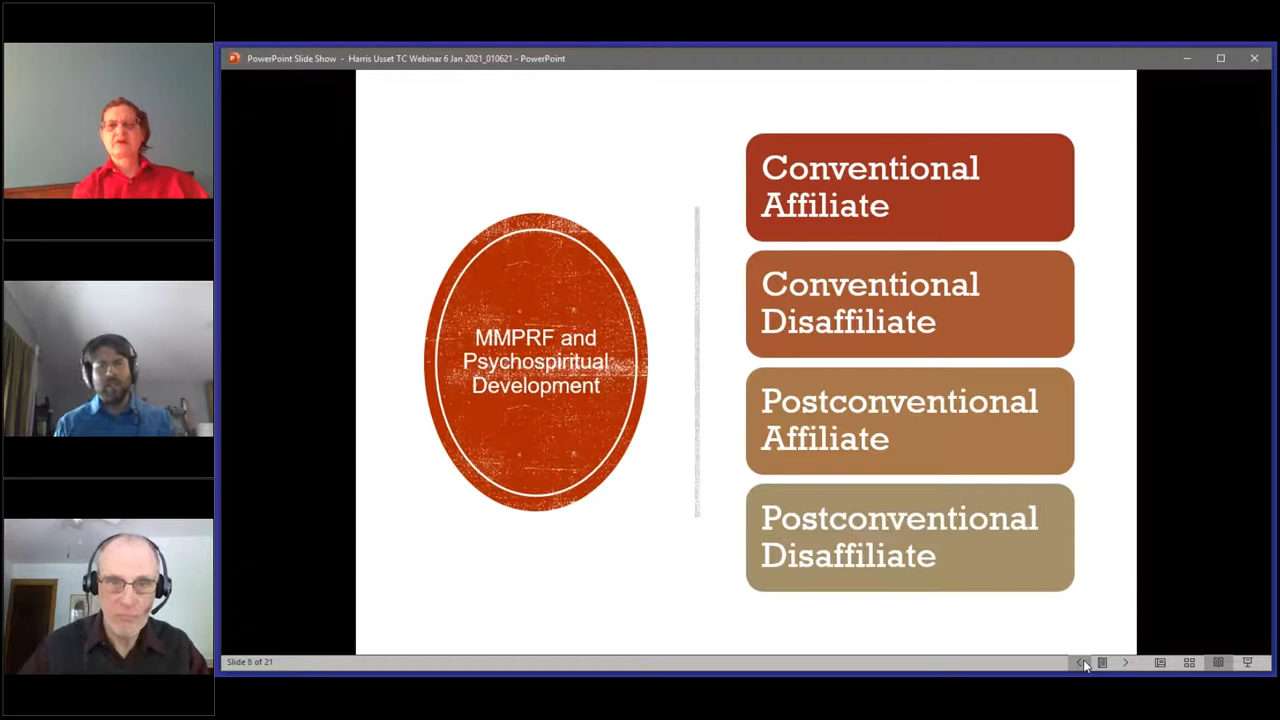 PowerPoint Slide Show - Harris Usset TC Webinar 6 Jan 2021_010621 - PowerPoint
MMPRF and
Psychospiritual
Development
Conventional
Affiliate
Conventional
Disaffiliate
Postconventional
Affiliate
Postconventional
Disaffiliate
Slide 8 of 21